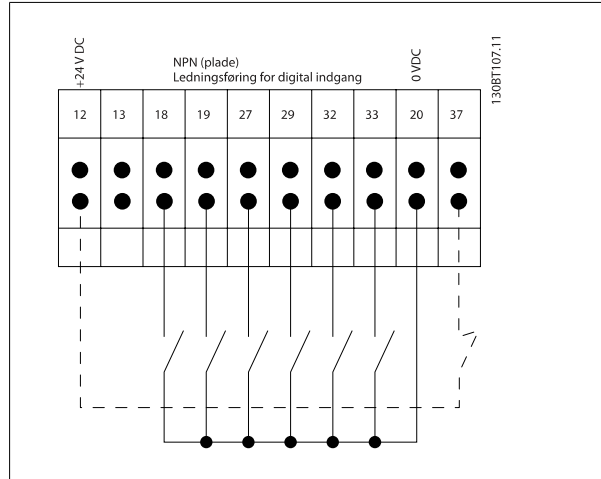 +24 V DC
NPN (plade)
Ledningsføring for digital indgang
0 VDC
130BT107.11
12 13 18 19 27 29 32 33 20 37